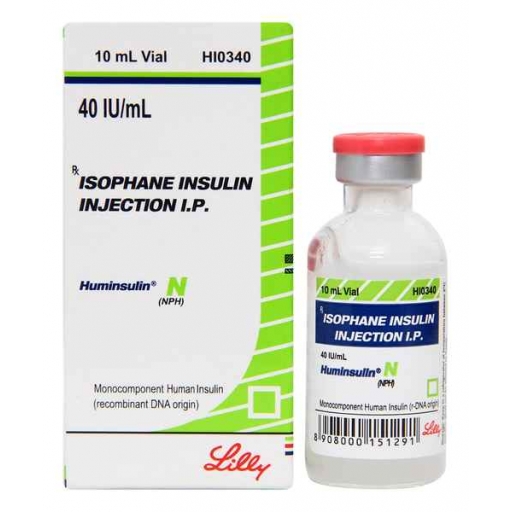 10 mL Vial HI0340
40 IU/mL
Rx ISOPHANE INSULIN
INJECTION I.P.
Huminsulin® N
(NPH)
Monocomponent Human Insulin
(recombinant DNA origin)
Lilly
10 mL Vial HI0340
Rx ISOPHANE INSULIN
INJECTION I.P.
40 IU/mL
Huminsulin® N
(NPH)
Monocomponent Human Insulin (r-DNA origin)
8 908000 151291
Lilly